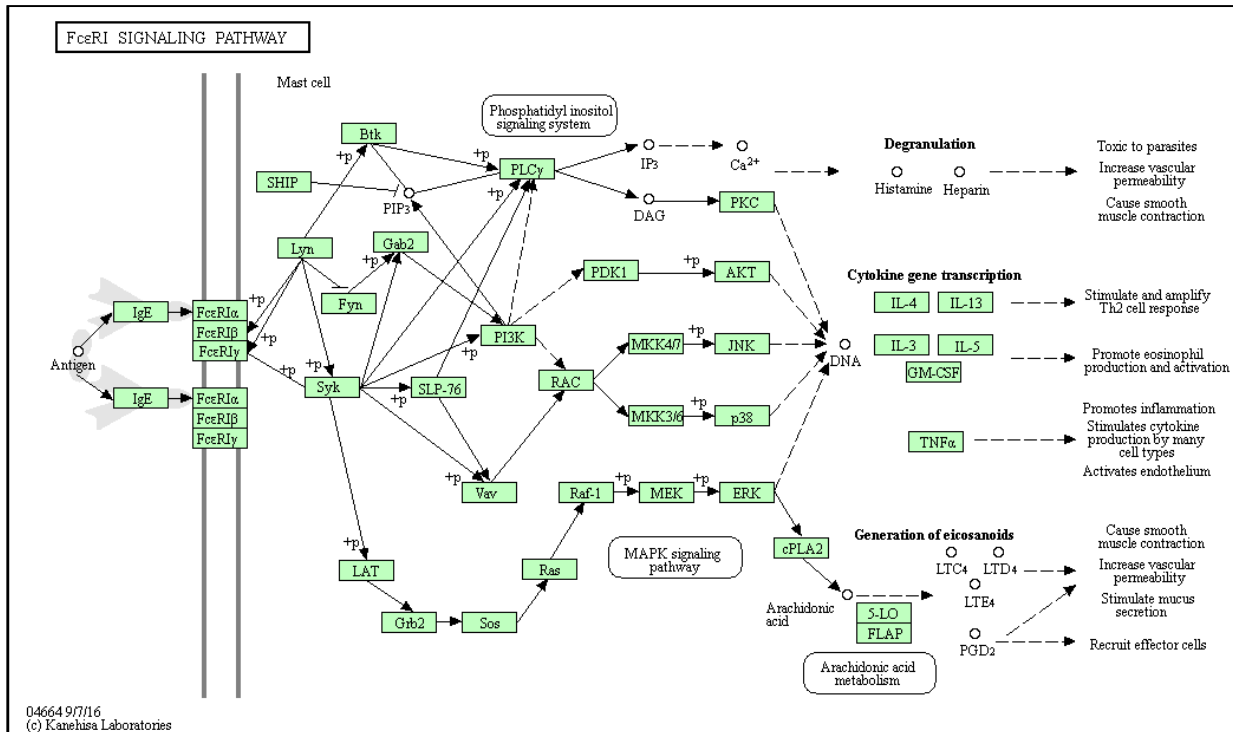 FcεRI SIGNALING PATHWAY
Mast cell
Phosphatidyl inositol
signaling system
Btk
+p
+p
SHIP
PIP3
PLCγ
+p
IP3
Ca2+
DAG
PKC
Degranulation
Histamine
Heparin
Toxic to parasites
Increase vascular
permeability
Cause smooth
muscle contraction
Lyn
Gab2
+p
Fyn
PDK1
+p
AKT
Cytokine gene transcription
IL-4
IL-13
Stimulate and amplify
Th2 cell response
IgE
FcεRIα
FcεRIβ
FcεRIγ
+p
+p
+p
Antigen
+p
Syk
+p
PI3K
+p
SLP-76
RAC
MKK4/7
+p
JNK
DNA
IL-3
IL-5
GM-CSF
Promote eosinophil
production and activation
IgE
FcεRIα
FcεRIβ
FcεRIγ
MKK3/6
+p
p38
TNFα
Promotes inflammation
Stimulates cytokine
production by many
cell types
Activates endothelium
+p
Vav
Raf-1
+p
MEK
+p
ERK
+p
LAT
Grb2
Sos
Ras
MAPK signaling
pathway
cPLA2
Generation of eicosanoids
LTC4
LTD4
LTE4
Cause smooth
muscle contraction
Increase vascular
permeability
Stimulate mucus
secretion
Arachidonic
acid
5-LO
FLAP
PGD2
Recruit effector cells
Arachidonic acid
metabolism
04664 9/7/16
(c) Kanehisa Laboratories